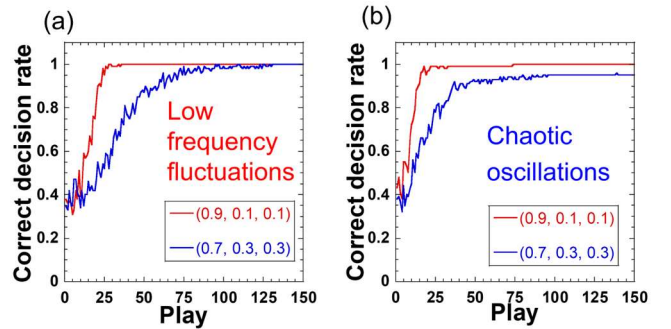 (a)
Correct decision rate
1
0.8
0.6
0.4
0.2
0
0 25 50 75 100 125 150
Play
Low
frequency
fluctuations
(0.9, 0.1, 0.1)
(0.7, 0.3, 0.3)
(b)
Correct decision rate
1
0.8
0.6
0.4
0.2
0
0 25 50 75 100 125 150
Play
Chaotic
oscillations
(0.9, 0.1, 0.1)
(0.7, 0.3, 0.3)